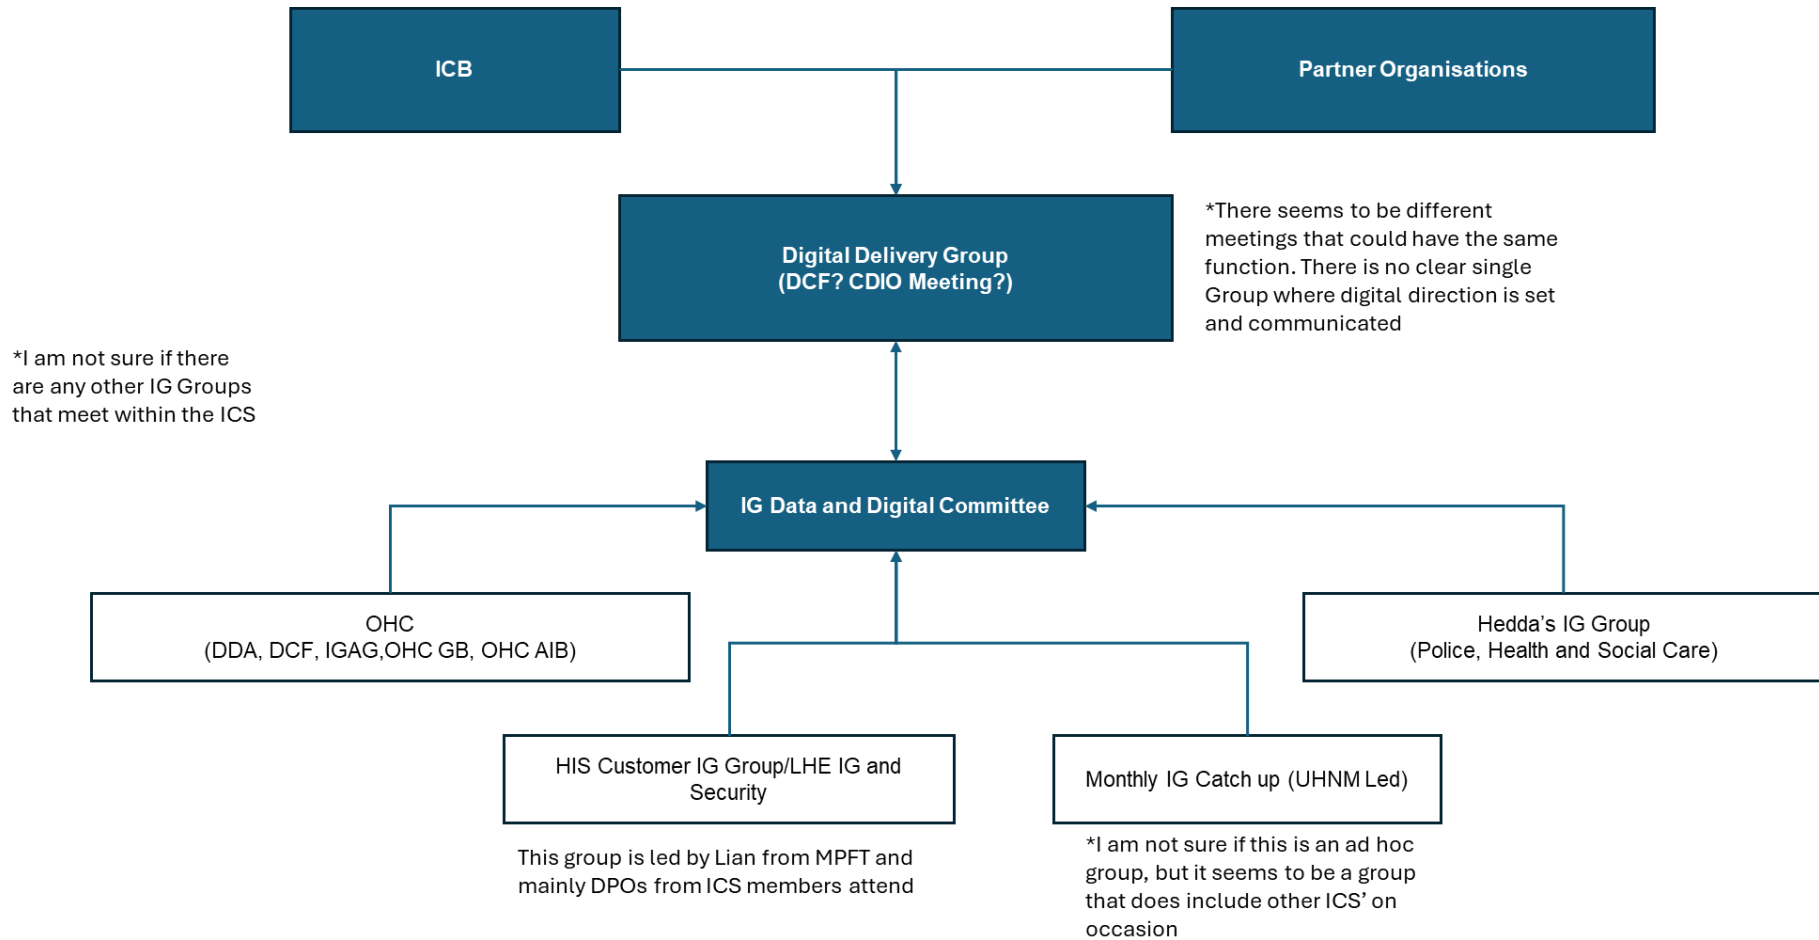 ICB
Partner Organisations
Digital Delivery Group
(DCF? CDIO Meeting?)
*There seems to be different
meetings that could have the same
function. There is no clear single
Group where digital direction is set
and communicated
*I am not sure if there
are any other IG Groups
that meet within the ICS
IG Data and Digital Committee
OHC
(DDA, DCF, IGAG,OHC GB, OHC AIB)
Hedda’s IG Group
(Police, Health and Social Care)
HIS Customer IG Group/LHE IG and
Security
Monthly IG Catch up (UHNM Led)
This group is led by Lian from MPFT and
mainly DPOs from ICS members attend
*I am not sure if this is an ad hoc
group, but it seems to be a group
that does include other ICS’ on
occasion